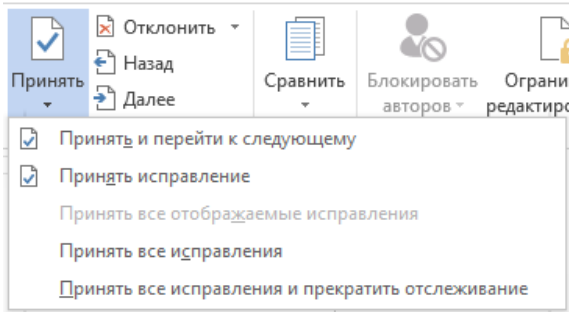 Принять
Отклонить
Назад
Далее
Сравнить
Блокировать
авторов
Принять и перейти к следующему
Принять исправление
Принять все отображаемые исправления
Принять все исправления
Принять все исправления и прекратить отслеживание